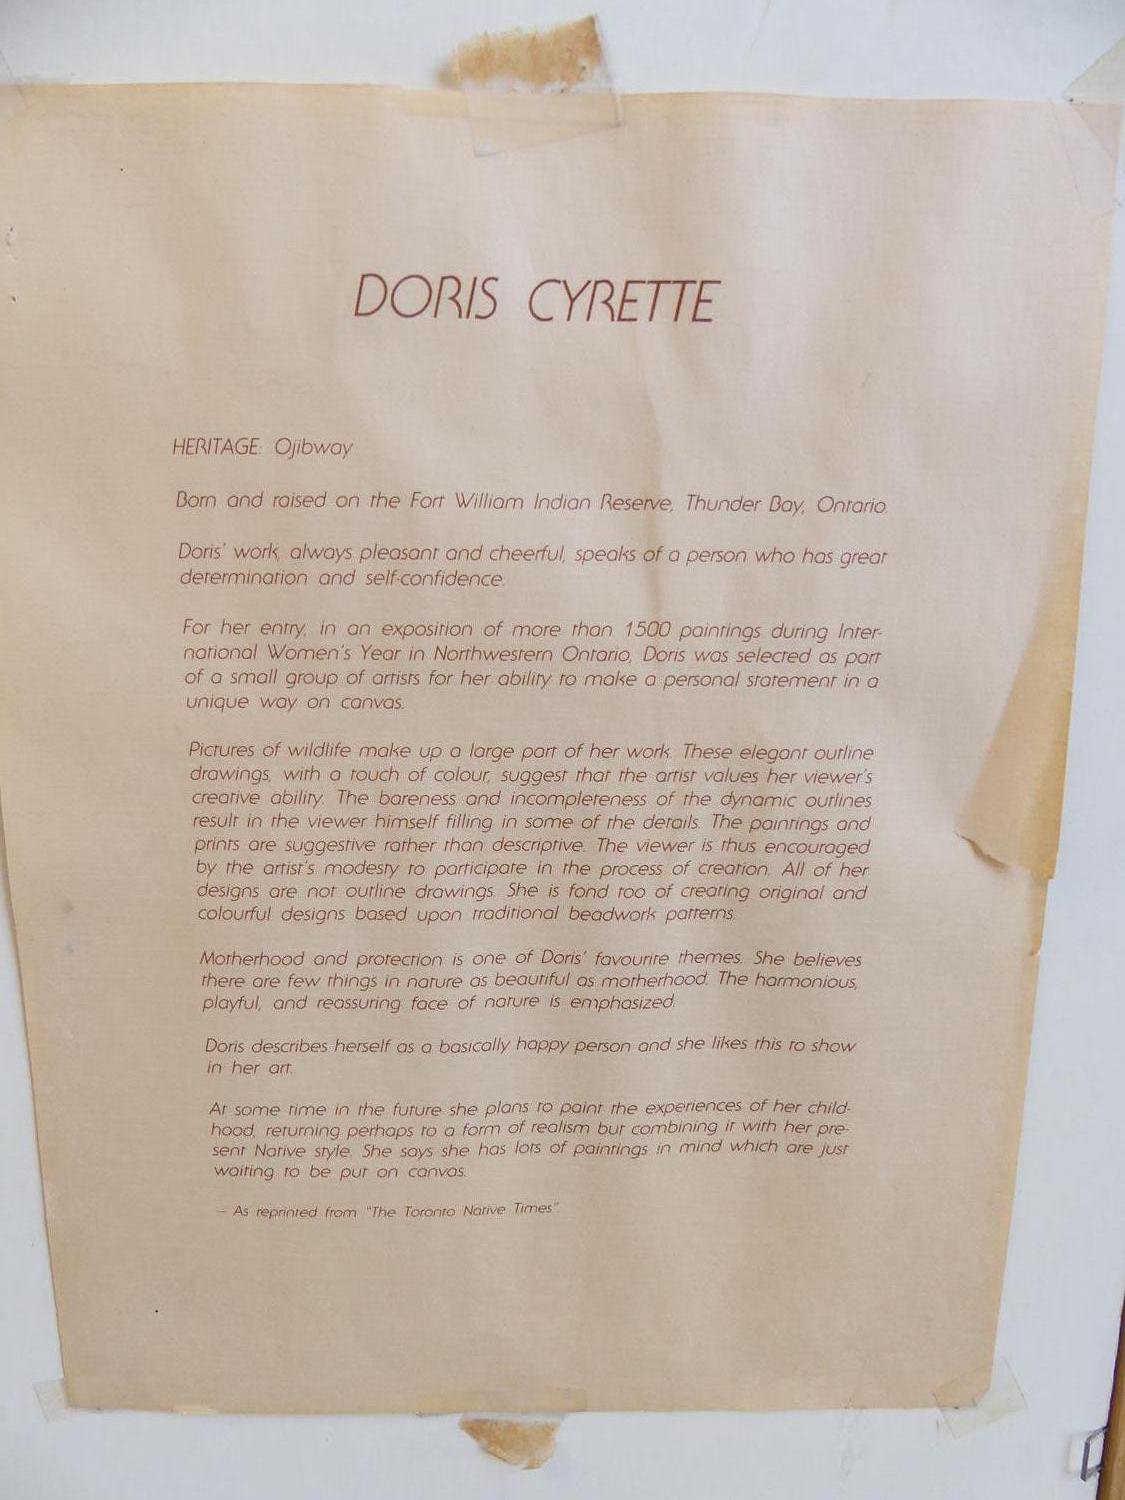 DORIS CYRETTE
HERITAGE: Ojibway
Born and raised on the Fort William Indian Reserve, Thunder Bay, Ontario.
Doris' work, always pleasant and cheerful, speaks of a person who has great
determination and self-confidence.
For her entry, in an exposition of more than 1500 paintings during Inter-
national Women's Year in Northwestern Ontario, Doris was selected as part
of a small group of artists for her ability to make a personal statement in a
unique way on canvas.
Pictures of wildlife make up a large part of her work. These elegant outline
drawings, with a touch of colour, suggest that the artist values her viewer's
creative ability. The bareness and incompleteness of the dynamic outlines
result in the viewer himself filling in some of the details. The paintings and
prints are suggestive rather than descriptive. The viewer is thus encouraged
by the artist's modesty to participate in the process of creation. All of her
designs are not outline drawings. She is fond too of creating original and
colourful designs based upon traditional beadwork patterns.
Motherhood and protection is one of Doris' favourite themes. She believes
there are few things in nature as beautiful as motherhood. The harmonious,
playful, and reassuring face of nature is emphasized.
Doris describes herself as a basically happy person and she likes this to show
in her art.
At some time in the future she plans to paint the experiences of her child-
hood, returning perhaps to a form of realism but combining it with her pre-
sent Native style. She says she has lots of paintings in mind which are just
waiting to be put on canvas.
– As reprinted from "The Toronto Native Times"